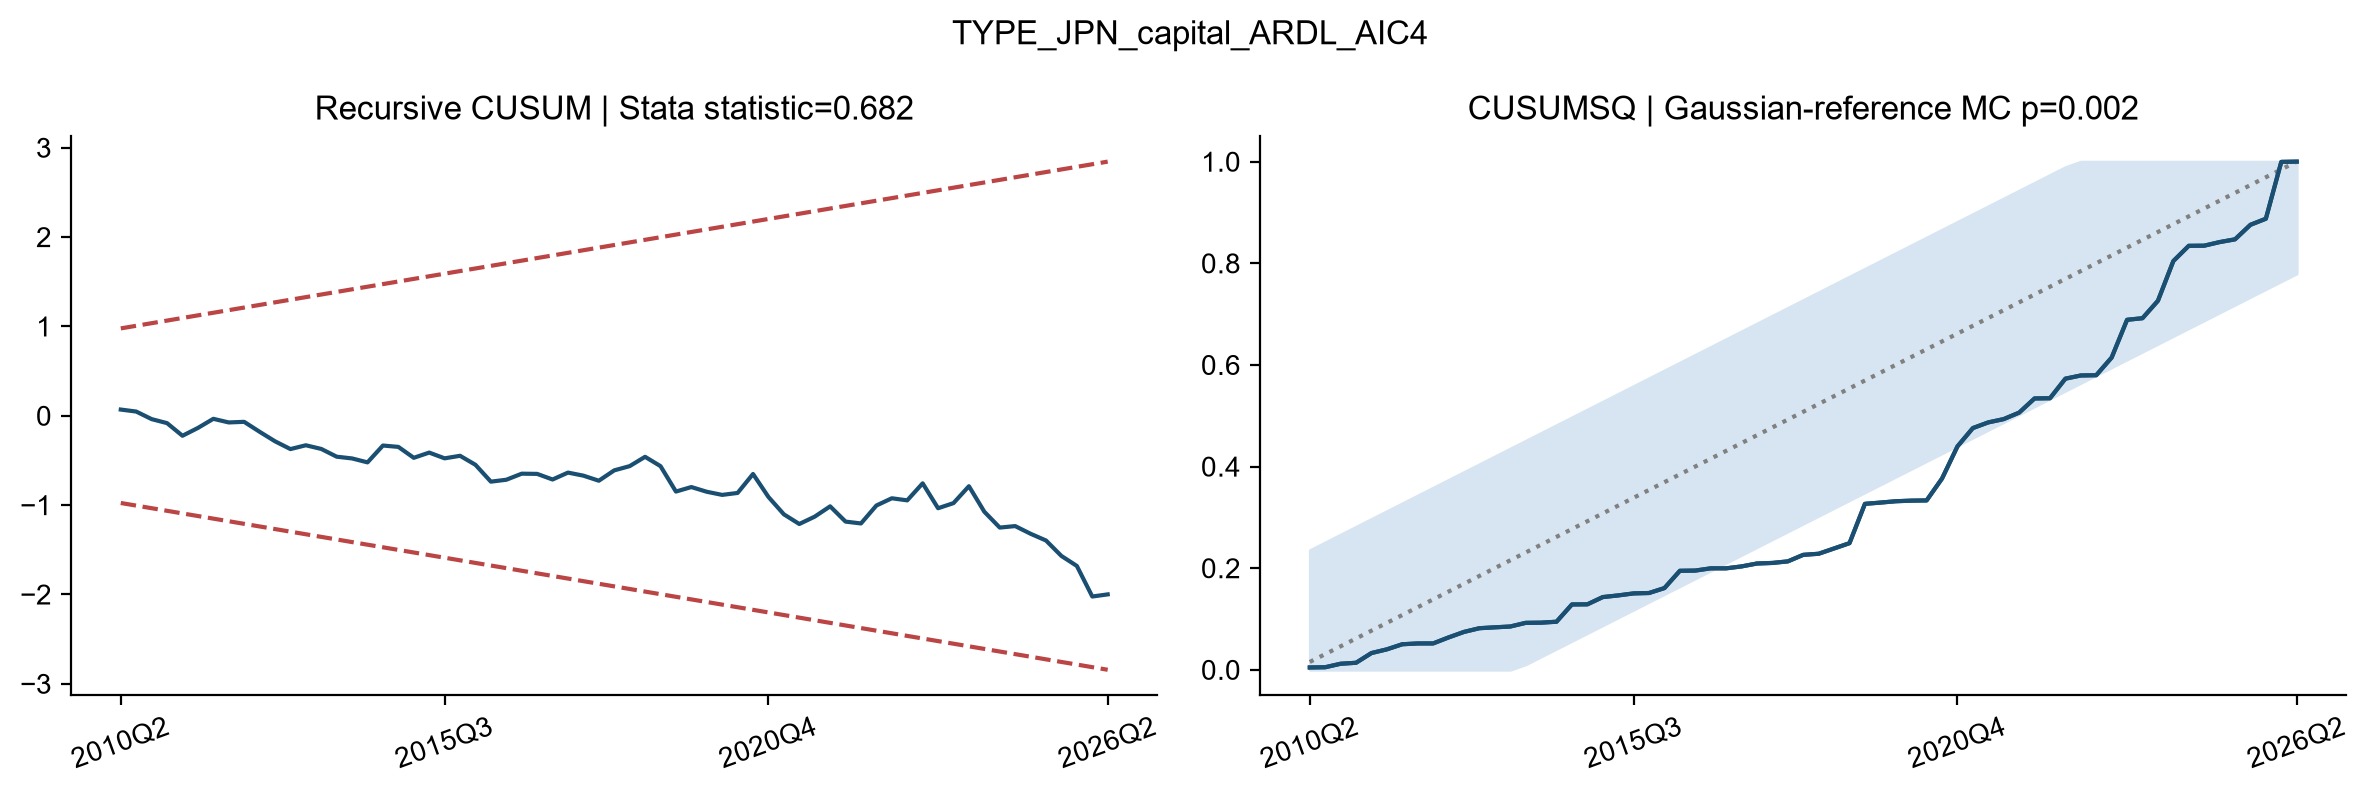 TYPE_JPN_capital_ARDL_AIC4
Recursive CUSUM | Stata statistic=0.682
3
2
1
0
−1
−2
−3
2010Q2
2015Q3
2020Q4
2026Q2
CUSUMSQ | Gaussian-reference MC p=0.002
1.0
0.8
0.6
0.4
0.2
0.0
2010Q2
2015Q3
2020Q4
2026Q2